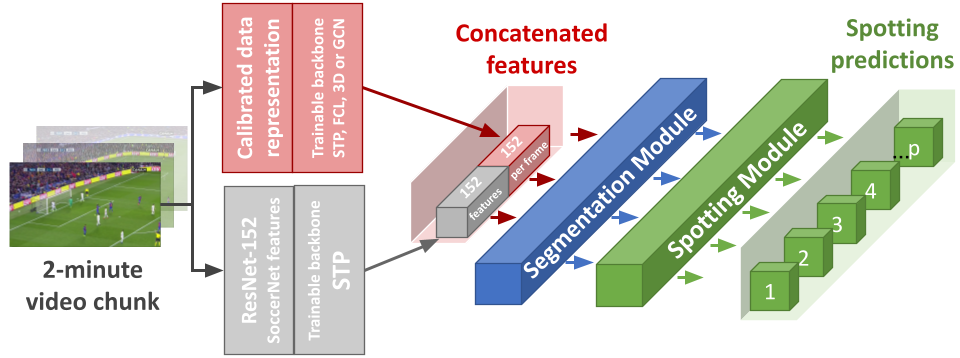 2-minute
video chunk
Calibrated data
representation
Trainable backbone
STP, FCL, 3D or GCN
ResNet-152
SoccerNet features
Trainable backbone
STP
Concatenated
features
152
152
features
per frame
Segmentation Module
Spotting Module
Spotting
predictions
1
2
3
4
...
p